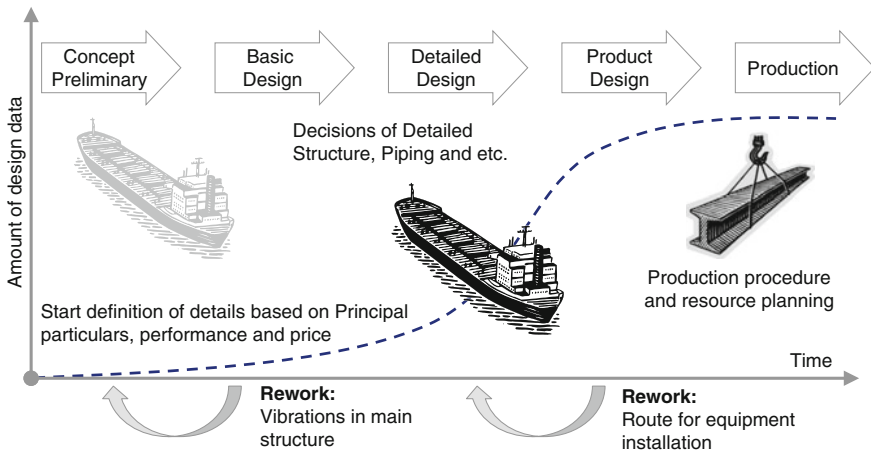 Concept
Preliminary
Basic
Design
Detailed
Design
Product
Design
Production
Amount of design data
Decisions of Detailed
Structure, Piping and etc.
Start definition of details based on Principal
particulars, performance and price
Production procedure
and resource planning
Time
Rework:
Vibrations in main
structure
Rework:
Route for equipment
installation